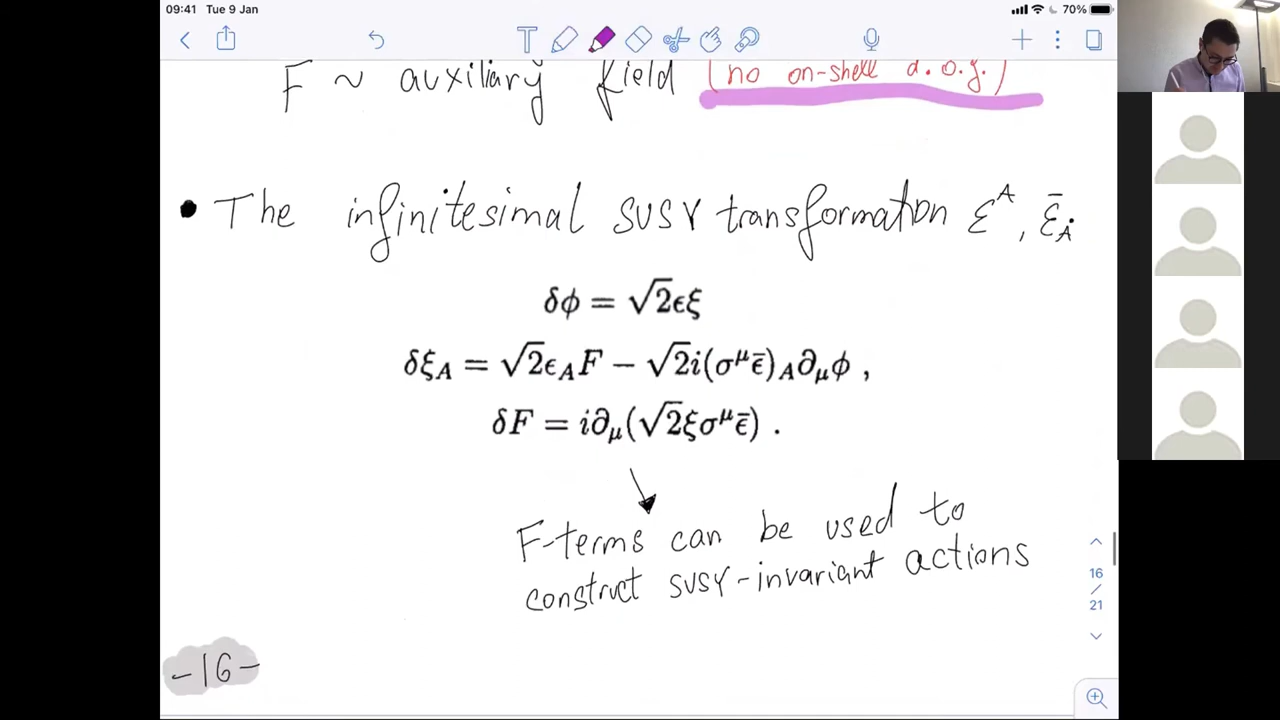 09:41 Tue 9 Jan 70%
F ~ auxiliary field (no on-shell d.o.f.)
• The infinitesimal SUSY transformation ε^A, ε̄_Ȧ
δϕ = √2ϵξ
δξ_A = √2ϵ_A F − √2i(σ^μ ϵ̄)_A ∂_μ ϕ ,
δF = i∂_μ(√2ξσ^μ ϵ̄) .
F-terms can be used to
construct SUSY-invariant actions
16
/
21
-16-